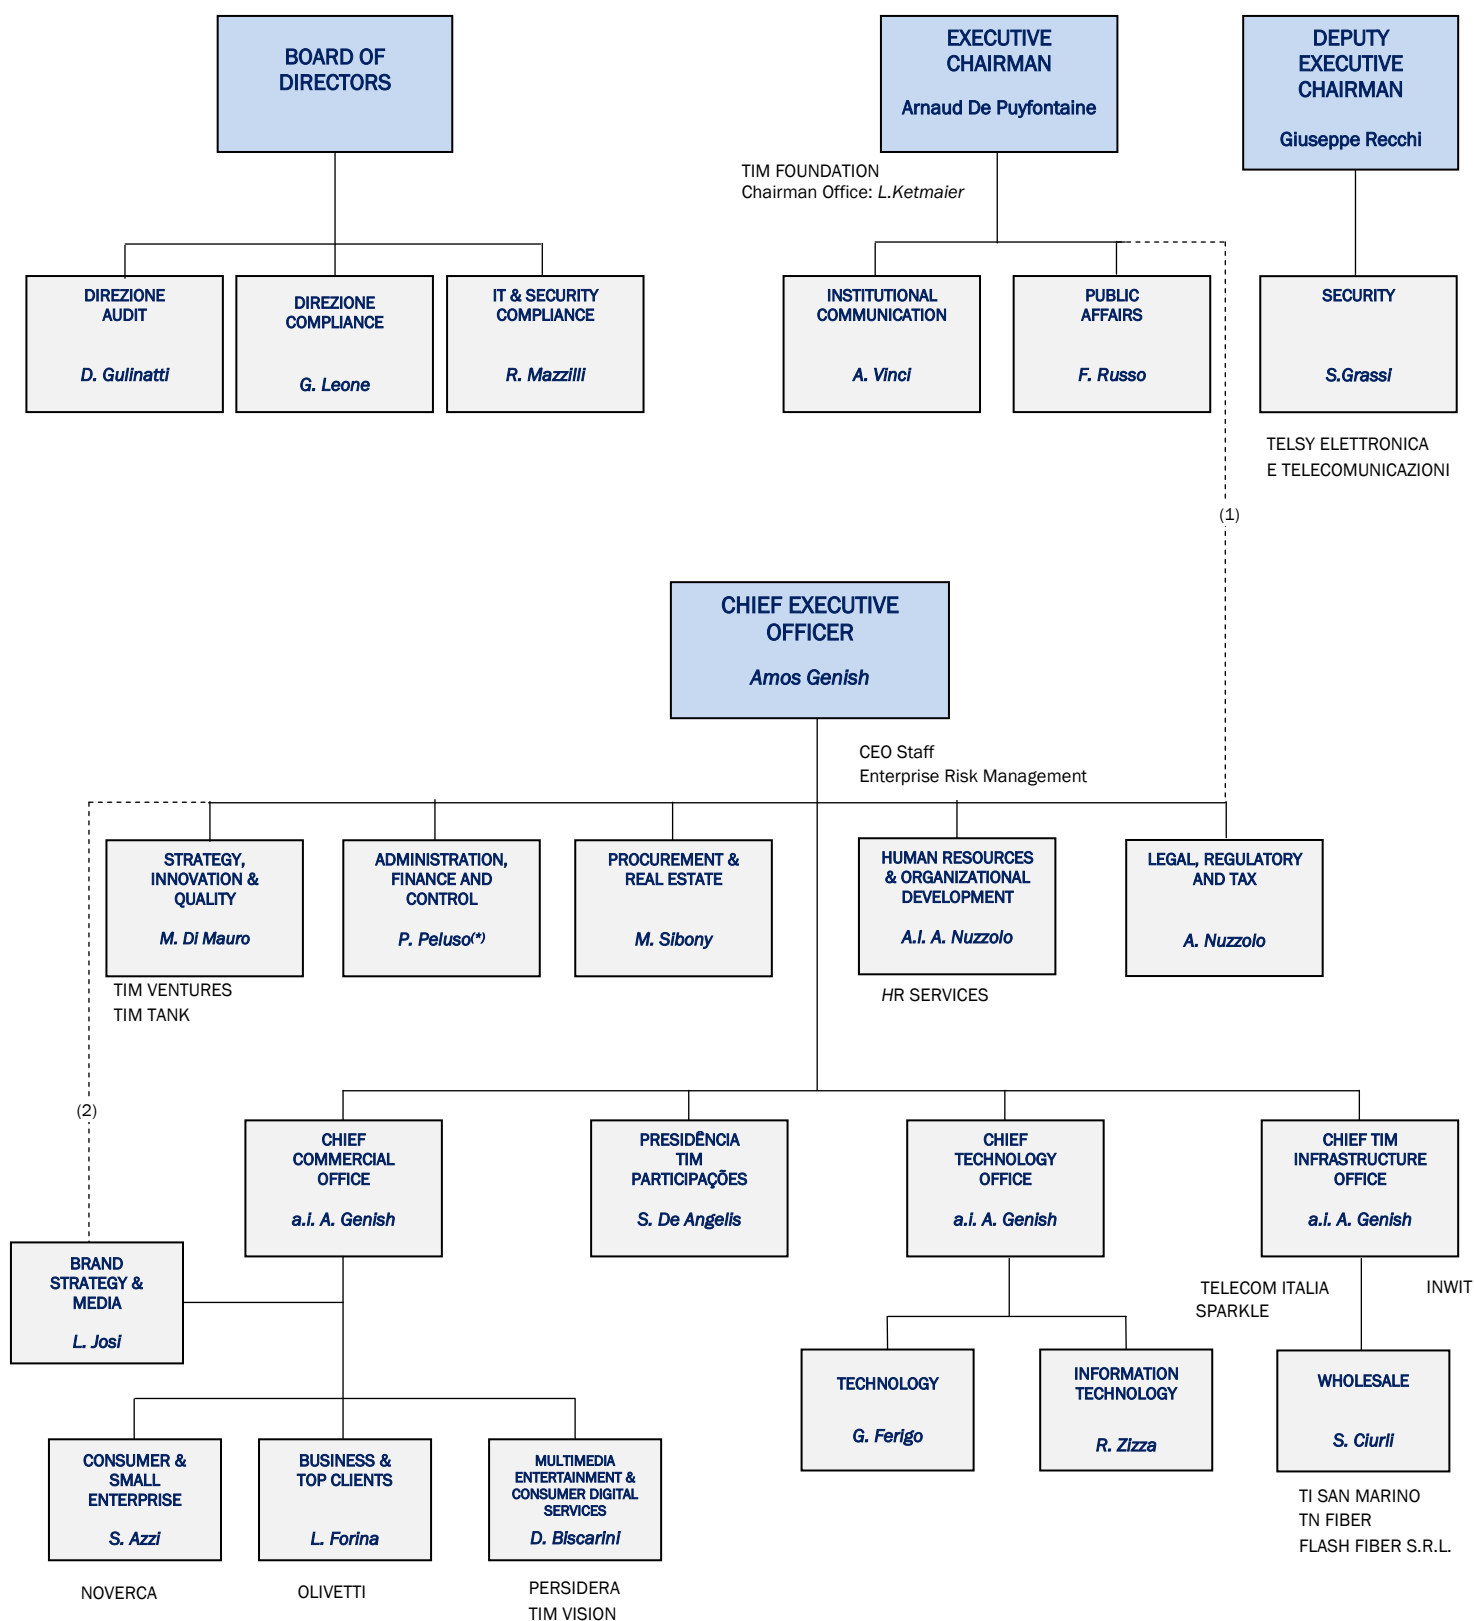 BOARD OF
DIRECTORS
EXECUTIVE
CHAIRMAN
Arnaud De Puyfontaine
DEPUTY
EXECUTIVE
CHAIRMAN
Giuseppe Recchi
TIM FOUNDATION
Chairman Office: L.Ketmaier
DIREZIONE
AUDIT
D. Gulinatti
DIREZIONE
COMPLIANCE
G. Leone
IT & SECURITY
COMPLIANCE
R. Mazzilli
INSTITUTIONAL
COMMUNICATION
A. Vinci
PUBLIC
AFFAIRS
F. Russo
SECURITY
S.Grassi
TELSY ELETTRONICA
E TELECOMUNICAZIONI
(1)
CHIEF EXECUTIVE
OFFICER
Amos Genish
CEO Staff
Enterprise Risk Management
STRATEGY,
INNOVATION &
QUALITY
M. Di Mauro
TIM VENTURES
TIM TANK
ADMINISTRATION,
FINANCE AND
CONTROL
P. Peluso(*)
PROCUREMENT &
REAL ESTATE
M. Sibony
HUMAN RESOURCES
& ORGANIZATIONAL
DEVELOPMENT
A.I. A. Nuzzolo
HR SERVICES
LEGAL, REGULATORY
AND TAX
A. Nuzzolo
(2)
CHIEF
COMMERCIAL
OFFICE
a.i. A. Genish
PRESIDÊNCIA
TIM
PARTICIPAÇÕES
S. De Angelis
CHIEF
TECHNOLOGY
OFFICE
a.i. A. Genish
CHIEF TIM
INFRASTRUCTURE
OFFICE
a.i. A. Genish
BRAND
STRATEGY &
MEDIA
L. Josi
TELECOM ITALIA
SPARKLE
INWIT
TECHNOLOGY
G. Ferigo
INFORMATION
TECHNOLOGY
R. Zizza
WHOLESALE
S. Ciurli
TI SAN MARINO
TN FIBER
FLASH FIBER S.R.L.
CONSUMER &
SMALL
ENTERPRISE
S. Azzi
NOVERCA
BUSINESS &
TOP CLIENTS
L. Forina
OLIVETTI
MULTIMEDIA
ENTERTAINMENT &
CONSUMER DIGITAL
SERVICES
D. Biscarini
PERSIDERA
TIM VISION